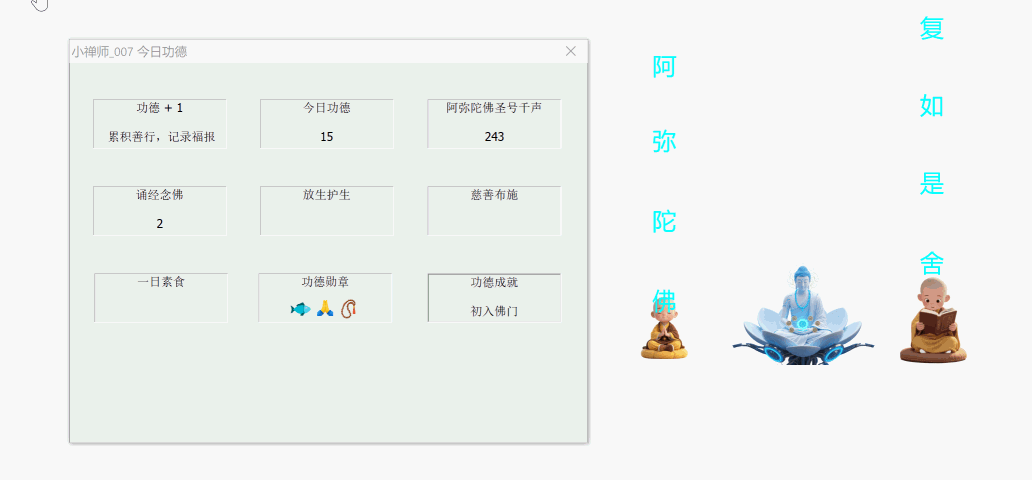 小禅师_007 今日功德
功德 + 1
累积善行，记录福报
今日功德
15
阿弥陀佛圣号千声
243
诵经念佛
2
放生护生
慈善布施
一日素食
功德勋章
功德成就
初入佛门
阿弥陀佛
复如是舍